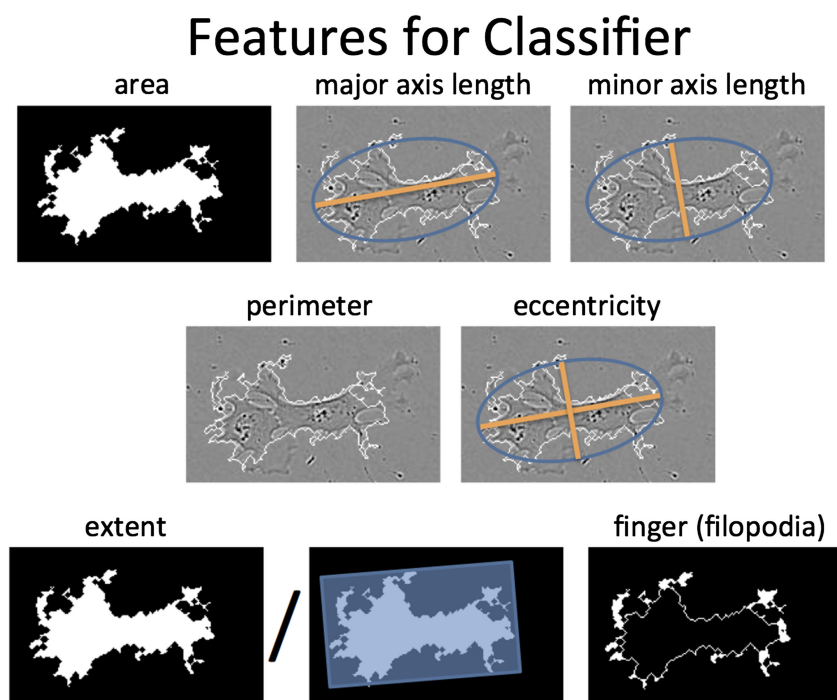 Features for Classifier
area
major axis length
minor axis length
perimeter
eccentricity
extent
finger (filopodia)
/